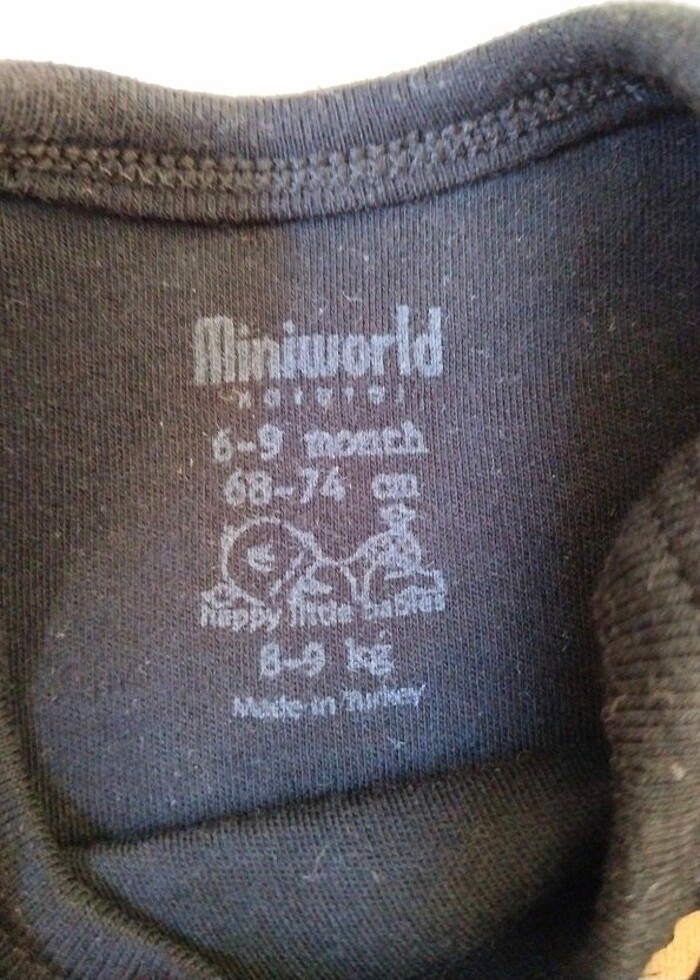 Miniworld
6-9 month
68-74 cm
happy little babies
8-9 kg
Made in Turkey